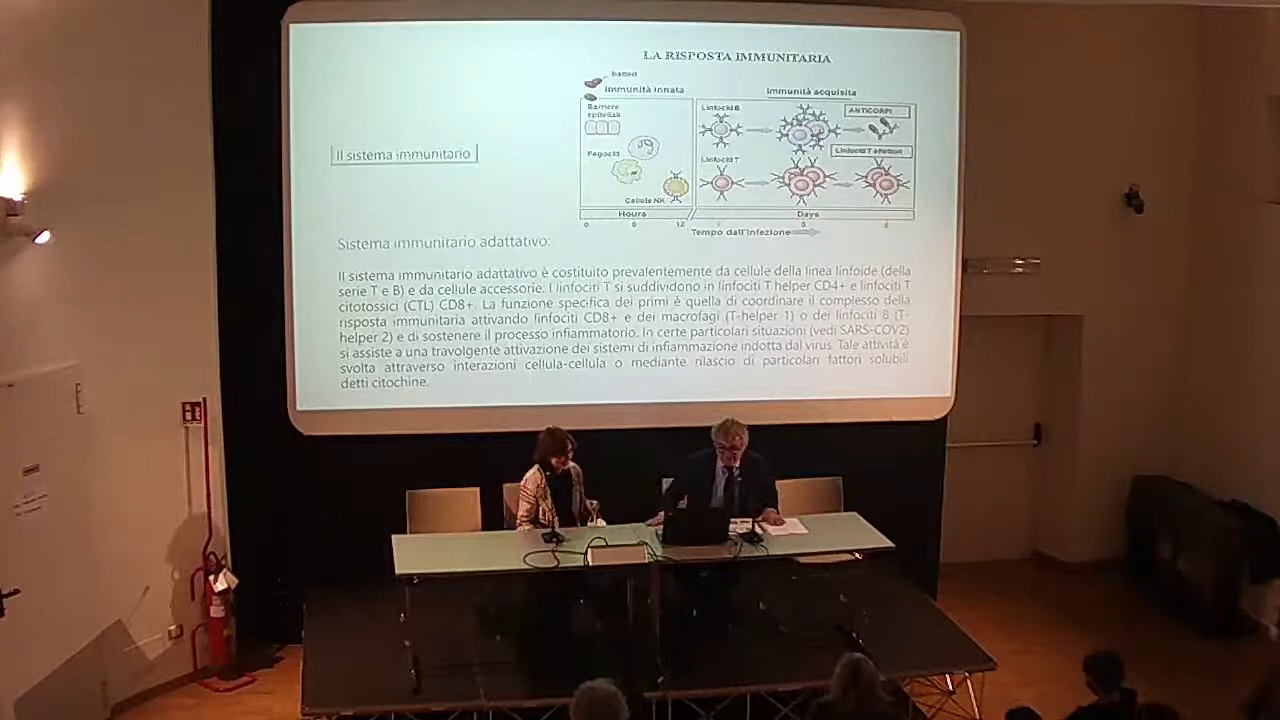 LA RISPOSTA IMMUNITARIA
batteri
Immunità innata
Immunità acquisita
Barriere
epiteliali
Linfociti B
ANTICORPI
Fagociti
Linfociti T
Linfociti T effettori
Cellule NK
Hours
Days
0
6
12
Tempo dall'infezione
Il sistema immunitario
Sistema immunitario adattativo:
Il sistema immunitario adattativo è costituito prevalentemente da cellule della linea linfoide (della
serie T e B) e da cellule accessorie. I linfociti T si suddividono in linfociti T helper CD4+ e linfociti T
citotossici (CTL) CD8+. La funzione specifica dei primi è quella di coordinare il complesso della
risposta immunitaria attivando linfociti CD8+ e dei macrofagi (T-helper 1) o dei linfociti B (T-
helper 2) e di sostenere il processo infiammatorio. In certe particolari situazioni (vedi SARS-COV2)
si assiste a una travolgente attivazione dei sistemi di infiammazione indotta dal virus. Tale attività è
svolta attraverso interazioni cellula-cellula o mediante rilascio di particolari fattori solubili
detti citochine.